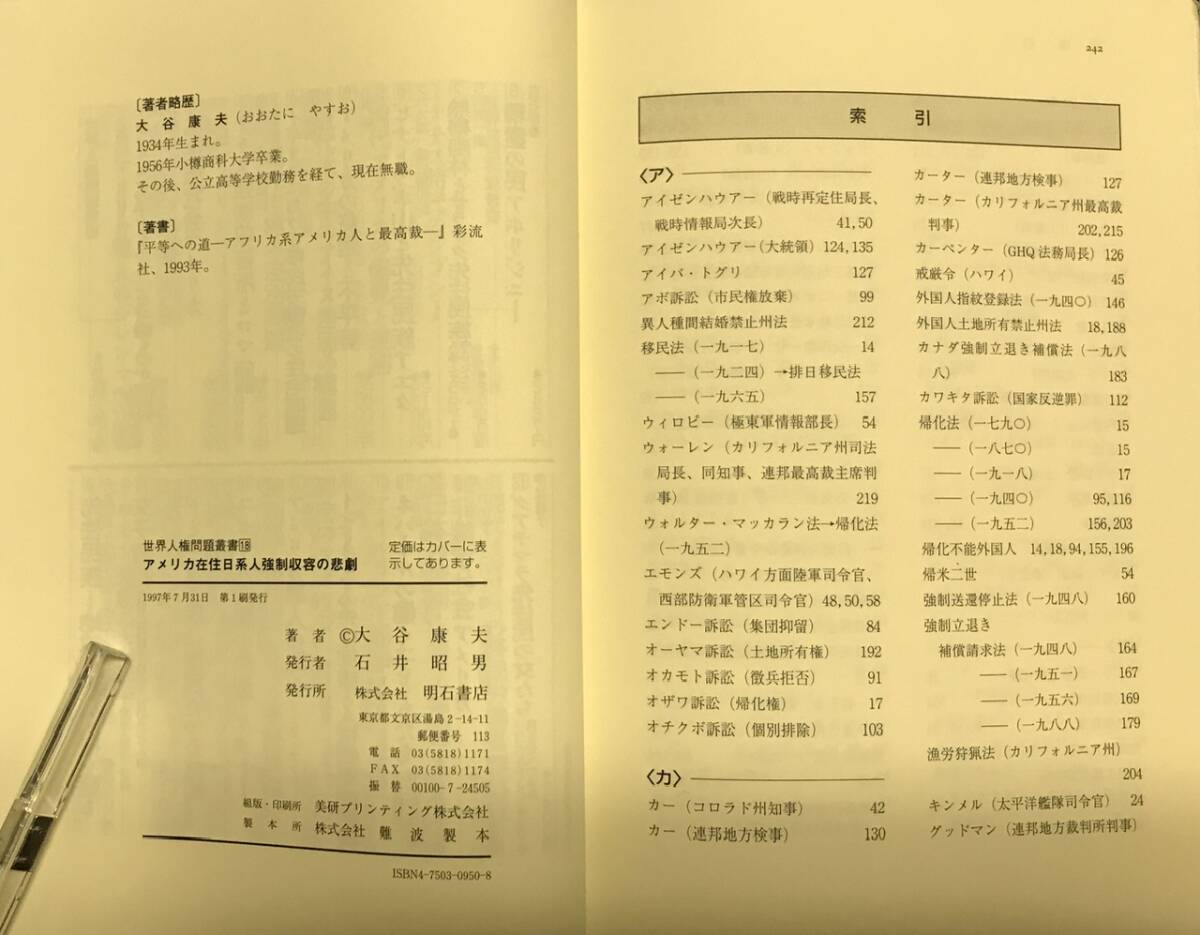 〔著者略歴〕
大谷康夫(おおたに やすお)
1934年生まれ。
1956年小樽商科大学卒業。
その後、公立高等学校勤務を経て、現在無職。
〔著書〕
『平等への道―アフリカ系アメリカ人と最高裁―』彩流
社、1993年。
世界人権問題叢書18
アメリカ在住日系人強制収容の悲劇
定価はカバーに表
示してあります。
1997年7月31日 第1刷発行
著者 ©大谷康夫
発行者 石井昭男
発行所 株式会社 明石書店
東京都文京区湯島2-14-11
郵便番号 113
電話 03(5818)1171
FAX 03(5818)1174
振替 00100-7-24505
組版・印刷所 美研プリンティング株式会社
製本所 株式会社 難波製本
ISBN4-7503-0950-8
242
索引
〈ア〉
アイゼンハウアー(戦時再定住局長、
戦時情報局次長) 41,50
アイゼンハウアー(大統領) 124,135
アイバ・トグリ 127
アボ訴訟(市民権放棄) 99
異人種間結婚禁止州法 212
移民法(一九一七) 14
――(一九二四)→排日移民法
――(一九六五) 157
ウィロビー(極東軍情報部長) 54
ウォーレン(カリフォルニア州司法
局長、同知事、連邦最高裁主席判
事) 219
ウォルター・マッカラン法→帰化法
(一九五二)
エモンズ(ハワイ方面陸軍司令官、
西部防衛軍管区司令官) 48,50,58
エンドー訴訟(集団抑留) 84
オーヤマ訴訟(土地所有権) 192
オカモト訴訟(徴兵拒否) 91
オザワ訴訟(帰化権) 17
オチクボ訴訟(個別排除) 103
〈カ〉
カー(コロラド州知事) 42
カー(連邦地方検事) 130
カーター(連邦地方検事) 127
カーター(カリフォルニア州最高裁
判事) 202,215
カーペンター(GHQ法務局長) 126
戒厳令(ハワイ) 45
外国人指紋登録法(一九四〇) 146
外国人土地所有禁止州法 18,188
カナダ強制立退き補償法(一九八
八) 183
カワキタ訴訟(国家反逆罪) 112
帰化法(一七九〇) 15
――(一八七〇) 15
――(一九一八) 17
――(一九四〇) 95,116
――(一九五二) 156,203
帰化不能外国人 14,18,94,155,196
帰米二世 54
強制送還停止法(一九四八) 160
強制立退き
補償請求法(一九四八) 164
――(一九五一) 167
――(一九五六) 169
――(一九八八) 179
漁労狩猟法(カリフォルニア州)
204
キンメル(太平洋艦隊司令官) 24
グッドマン(連邦地方裁判所判事)